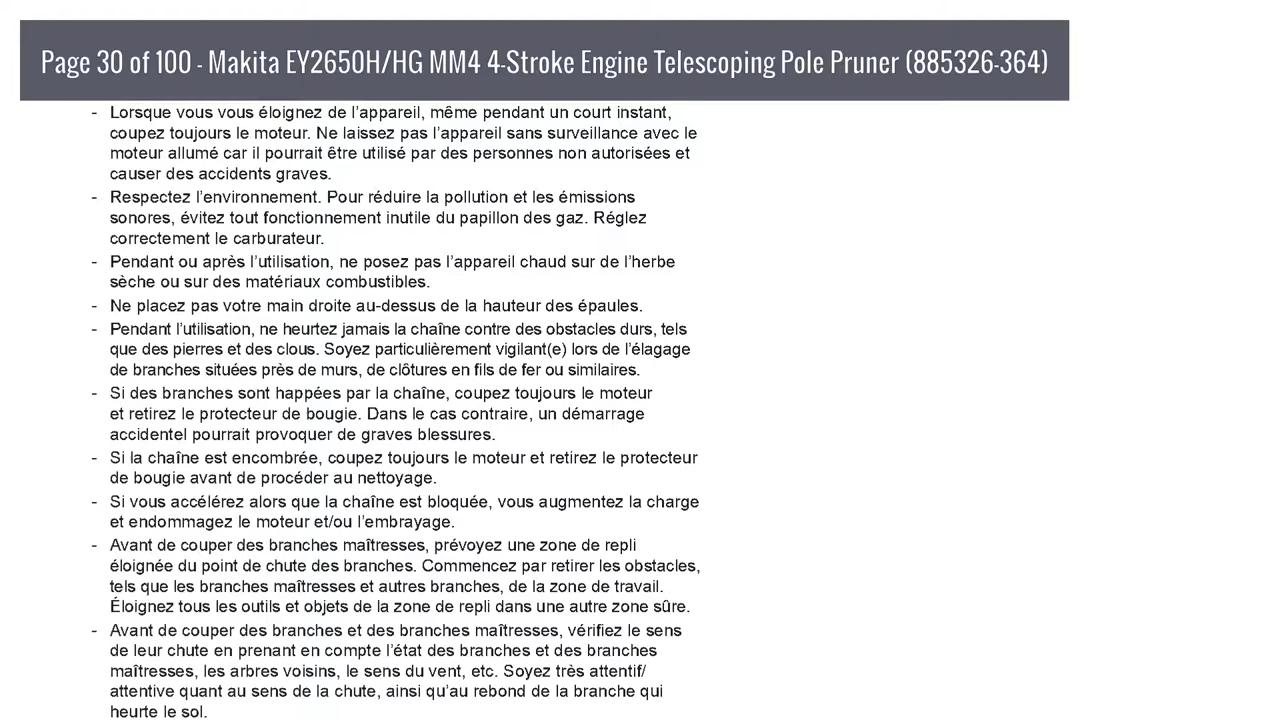 Page 30 of 100 - Makita EY2650H/HG MM4 4-Stroke Engine Telescoping Pole Pruner (885326-364)
- Lorsque vous vous éloignez de l'appareil, même pendant un court instant,
coupez toujours le moteur. Ne laissez pas l'appareil sans surveillance avec le
moteur allumé car il pourrait être utilisé par des personnes non autorisées et
causer des accidents graves.
- Respectez l'environnement. Pour réduire la pollution et les émissions
sonores, évitez tout fonctionnement inutile du papillon des gaz. Réglez
correctement le carburateur.
- Pendant ou après l'utilisation, ne posez pas l'appareil chaud sur de l'herbe
sèche ou sur des matériaux combustibles.
- Ne placez pas votre main droite au-dessus de la hauteur des épaules.
- Pendant l'utilisation, ne heurtez jamais la chaîne contre des obstacles durs, tels
que des pierres et des clous. Soyez particulièrement vigilant(e) lors de l'élagage
de branches situées près de murs, de clôtures en fils de fer ou similaires.
- Si des branches sont happées par la chaîne, coupez toujours le moteur
et retirez le protecteur de bougie. Dans le cas contraire, un démarrage
accidentel pourrait provoquer de graves blessures.
- Si la chaîne est encombrée, coupez toujours le moteur et retirez le protecteur
de bougie avant de procéder au nettoyage.
- Si vous accélérez alors que la chaîne est bloquée, vous augmentez la charge
et endommagez le moteur et/ou l'embrayage.
- Avant de couper des branches maîtresses, prévoyez une zone de repli
éloignée du point de chute des branches. Commencez par retirer les obstacles,
tels que les branches maîtresses et autres branches, de la zone de travail.
Éloignez tous les outils et objets de la zone de repli dans une autre zone sûre.
- Avant de couper des branches et des branches maîtresses, vérifiez le sens
de leur chute en prenant en compte l'état des branches et des branches
maîtresses, les arbres voisins, le sens du vent, etc. Soyez très attentif/
attentive quant au sens de la chute, ainsi qu'au rebond de la branche qui
heurte le sol.